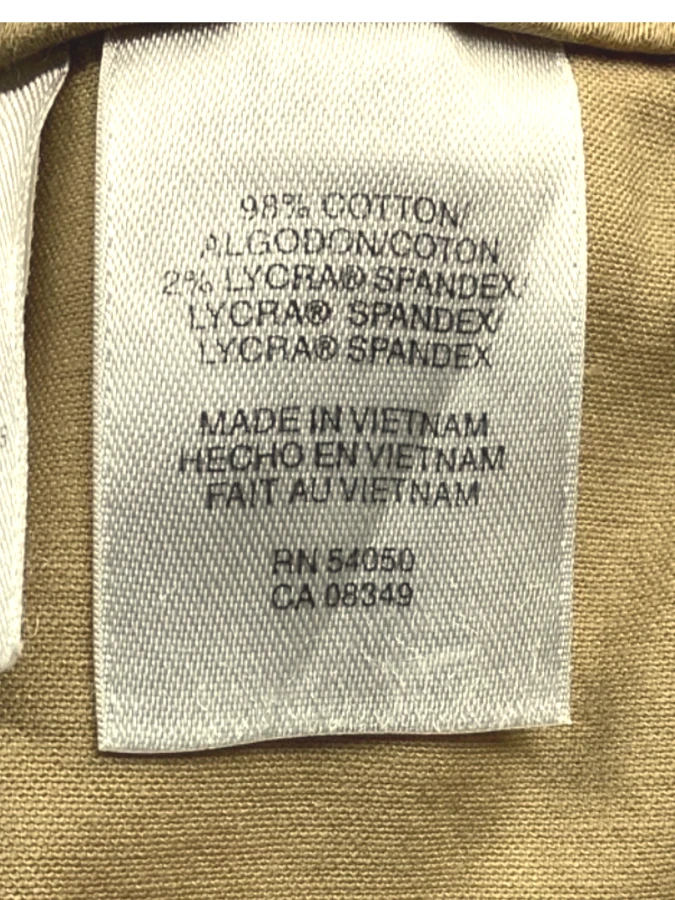 98% COTTON/
ALGODON/COTON
2% LYCRA® SPANDEX/
LYCRA® SPANDEX/
LYCRA® SPANDEX
MADE IN VIETNAM
HECHO EN VIETNAM
FAIT AU VIETNAM
RN 54050
CA 08349